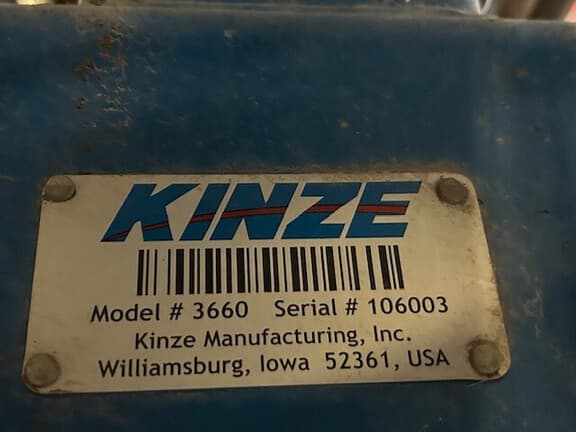 KINZE
Model # 3660 Serial # 106003
Kinze Manufacturing, Inc.
Williamsburg, Iowa 52361, USA